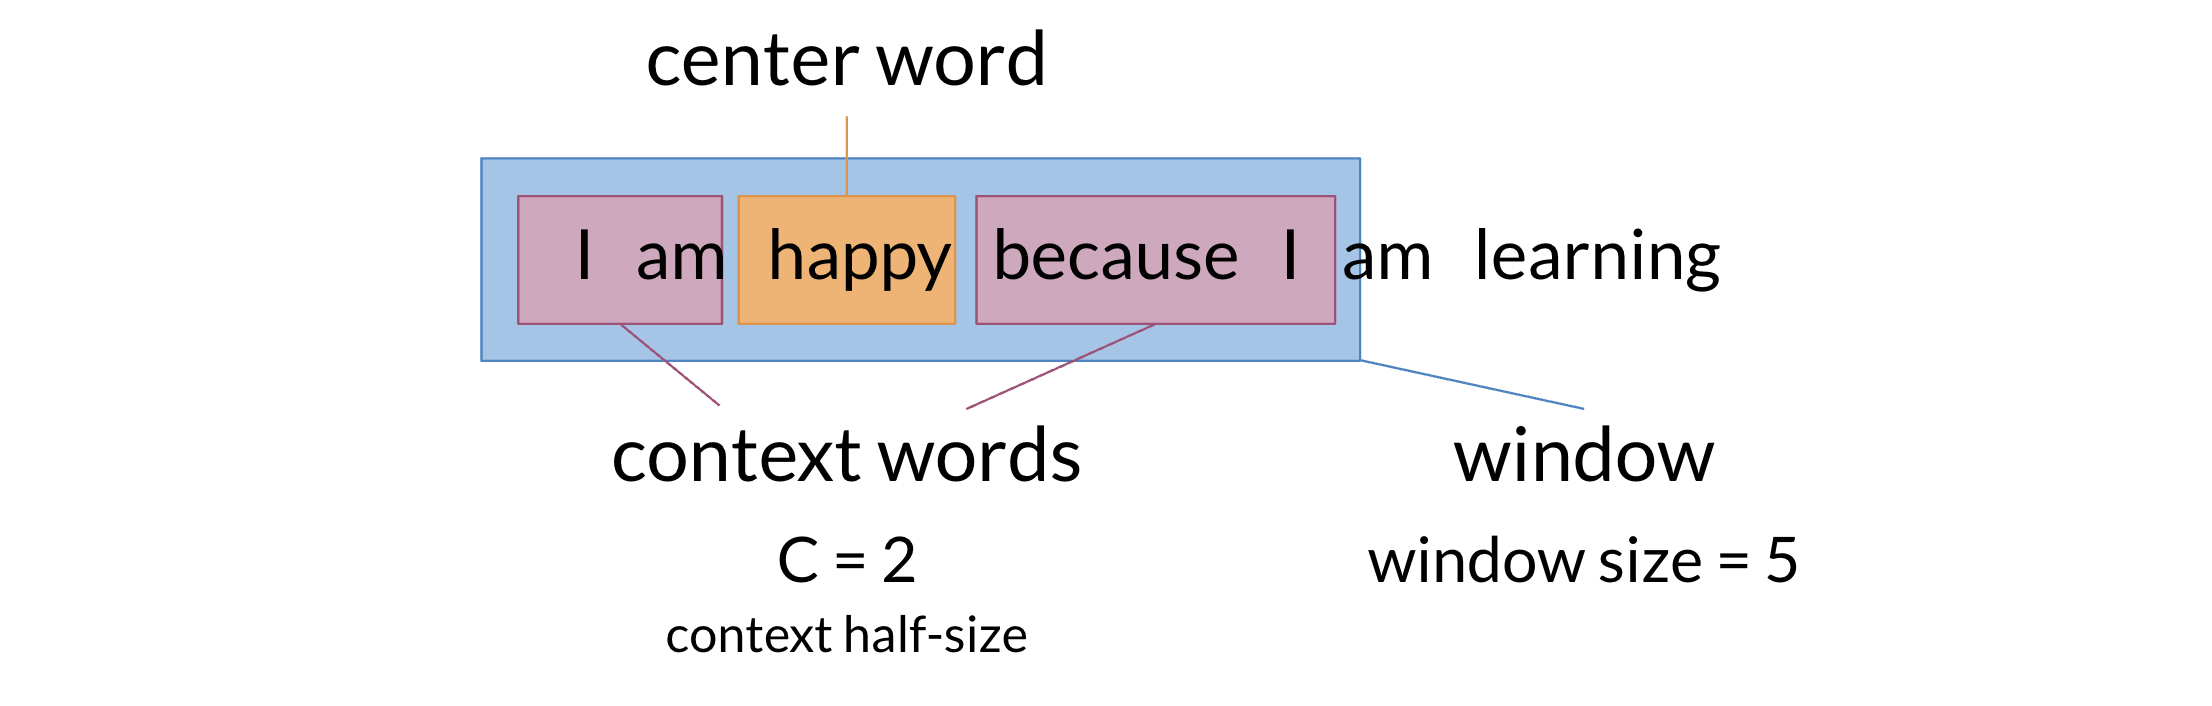 center word
I am happy because I am learning
context words
window
C = 2
window size = 5
context half-size